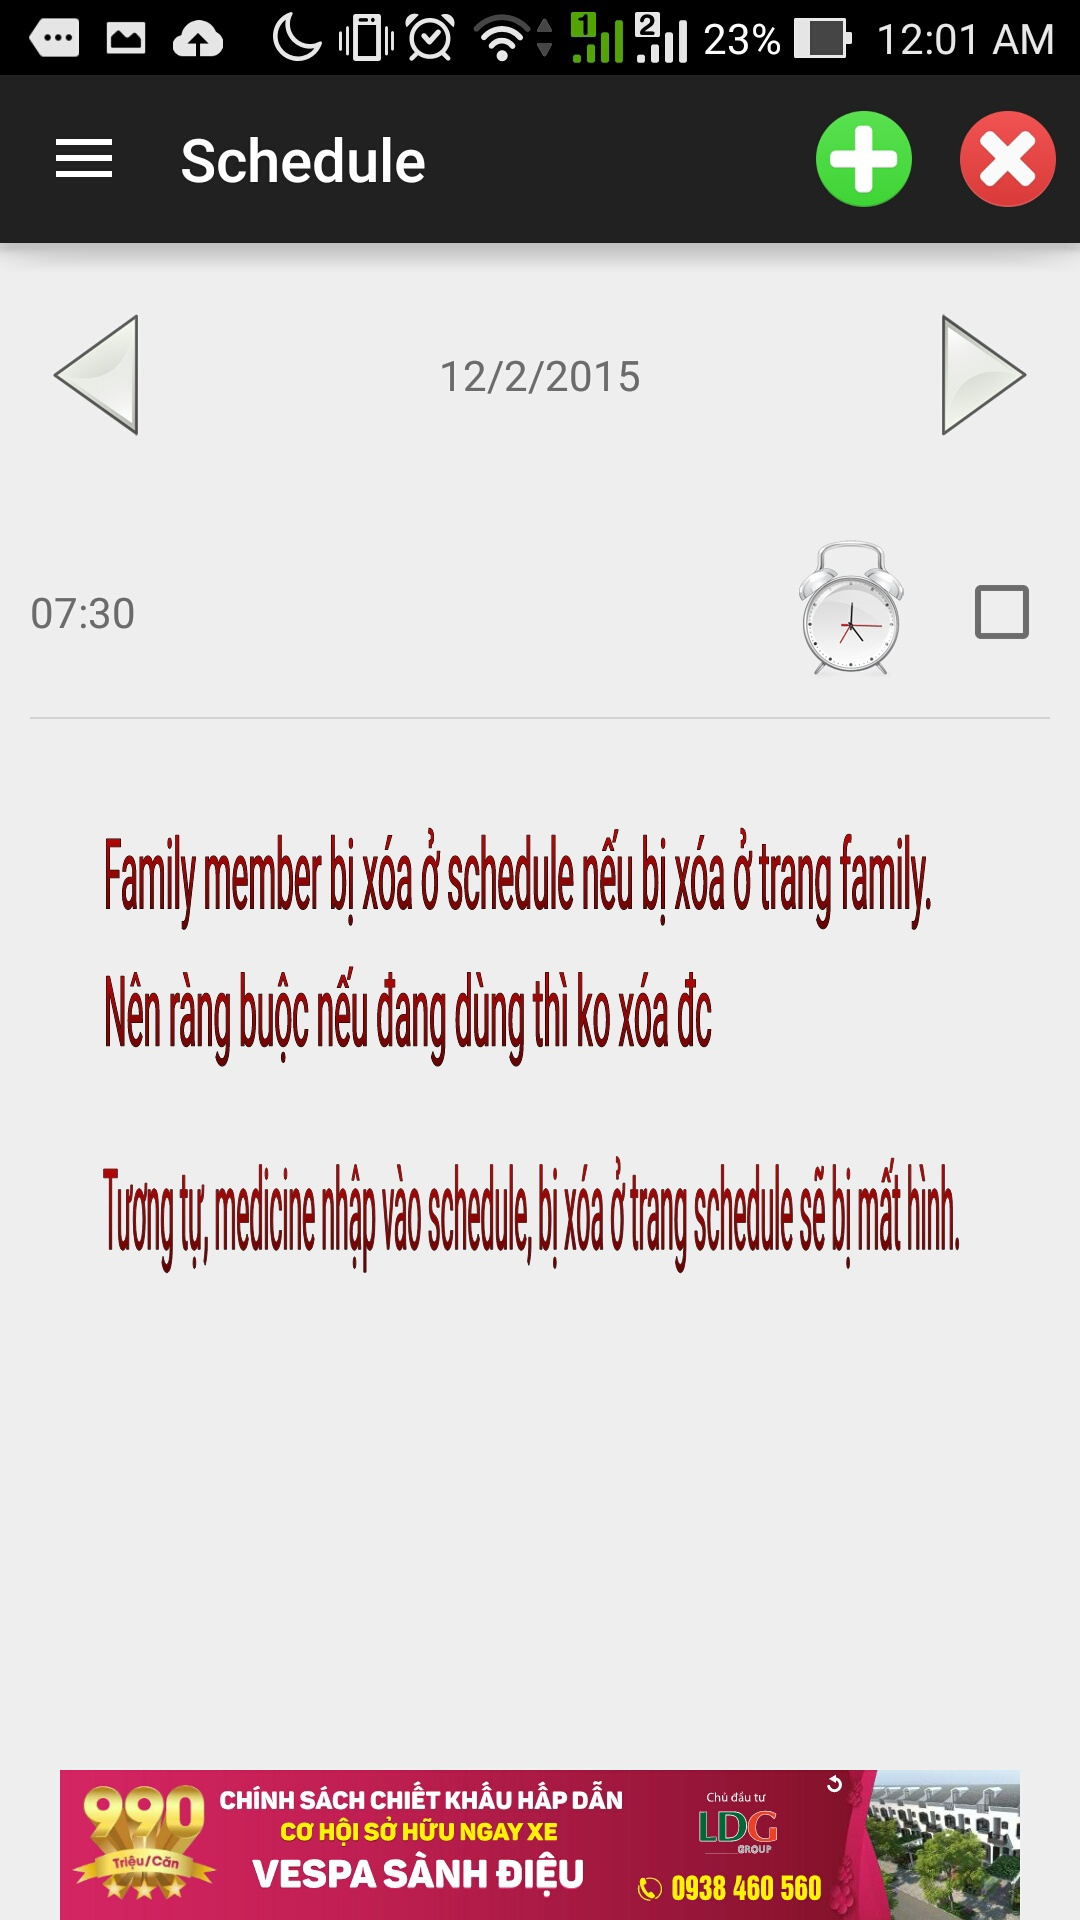 1
2
23%
12:01 AM
Schedule
12/2/2015
07:30
Family member bị xóa ở schedule nếu bị xóa ở trang family.
Nên ràng buộc nếu đang dùng thì ko xóa đc
Tương tự, medicine nhập vào schedule, bị xóa ở trang schedule sẽ bị mất hình.
990
Triệu/Căn
CHÍNH SÁCH CHIẾT KHẤU HẤP DẪN
CƠ HỘI SỞ HỮU NGAY XE
VESPA SÀNH ĐIỆU
Chủ đầu tư
LDG
GROUP
0938 460 560